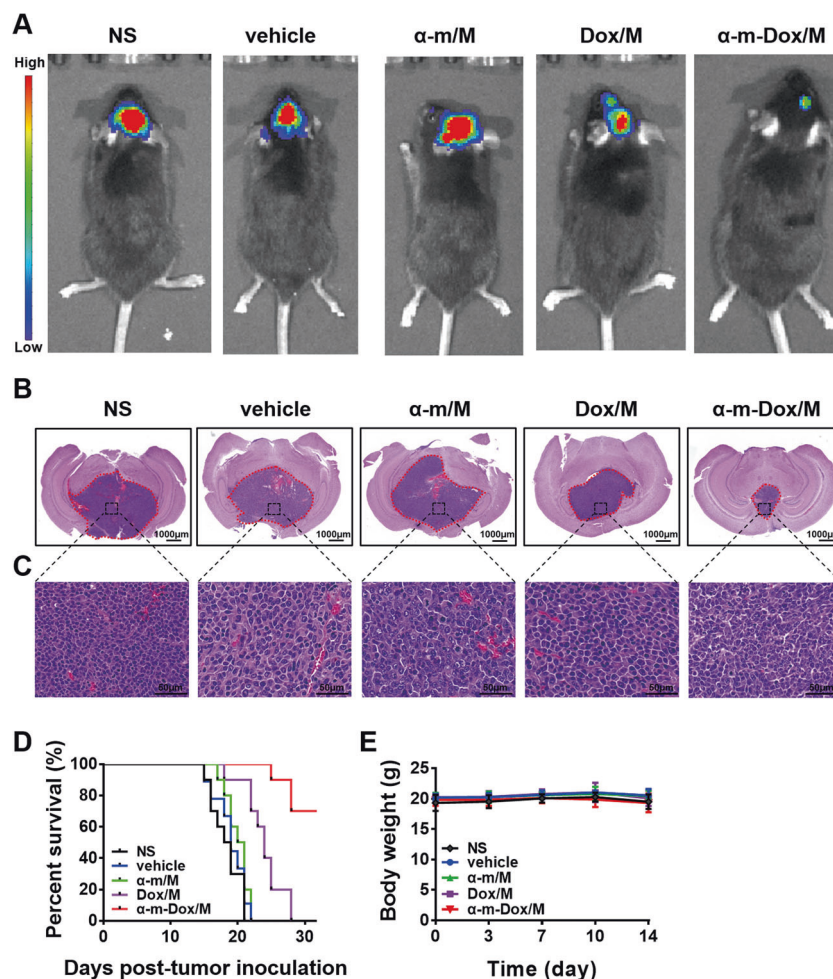 A
NS vehicle α-m/M Dox/M α-m-Dox/M
High
Low
B
NS vehicle α-m/M Dox/M α-m-Dox/M
1000μm 1000μm 1000μm 1000μm 1000μm
C
50μm 50μm 50μm 50μm 50μm
D
Percent survival (%)
100
80
60
40
20
0
NS
vehicle
α-m/M
Dox/M
α-m-Dox/M
0 10 20 30
Days post-tumor inoculation
E
Body weight (g)
25
20
15
10
5
0
NS
vehicle
α-m/M
Dox/M
α-m-Dox/M
0 3 7 10 14
Time (day)